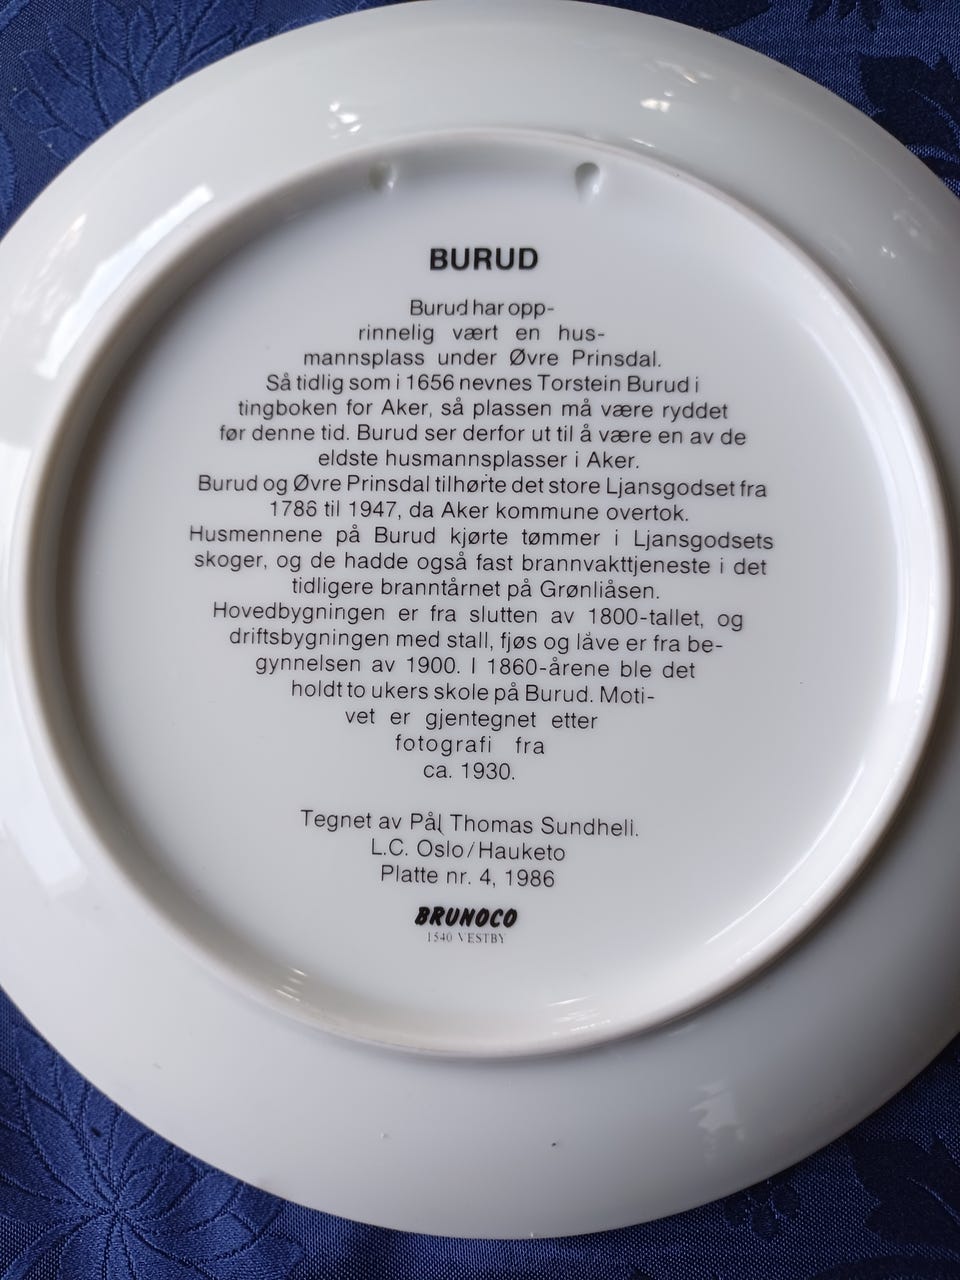 BURUD
Burud har opp-
rinnelig vært en hus-
mannsplass under Øvre Prinsdal.
Så tidlig som i 1656 nevnes Torstein Burud i
tingboken for Aker, så plassen må være ryddet
før denne tid. Burud ser derfor ut til å være en av de
eldste husmannsplasser i Aker.
Burud og Øvre Prinsdal tilhørte det store Ljansgodset fra
1786 til 1947, da Aker kommune overtok.
Husmennene på Burud kjørte tømmer i Ljansgodsets
skoger, og de hadde også fast brannvakttjeneste i det
tidligere branntårnet på Grønliåsen.
Hovedbygningen er fra slutten av 1800-tallet, og
driftsbygningen med stall, fjøs og låve er fra be-
gynnelsen av 1900. I 1860-årene ble det
holdt to ukers skole på Burud. Moti-
vet er gjentegnet etter
fotografi fra
ca. 1930.
Tegnet av Pål Thomas Sundhell.
L.C. Oslo/Hauketo
Platte nr. 4, 1986
BRUNOCO
1540 VESTBY